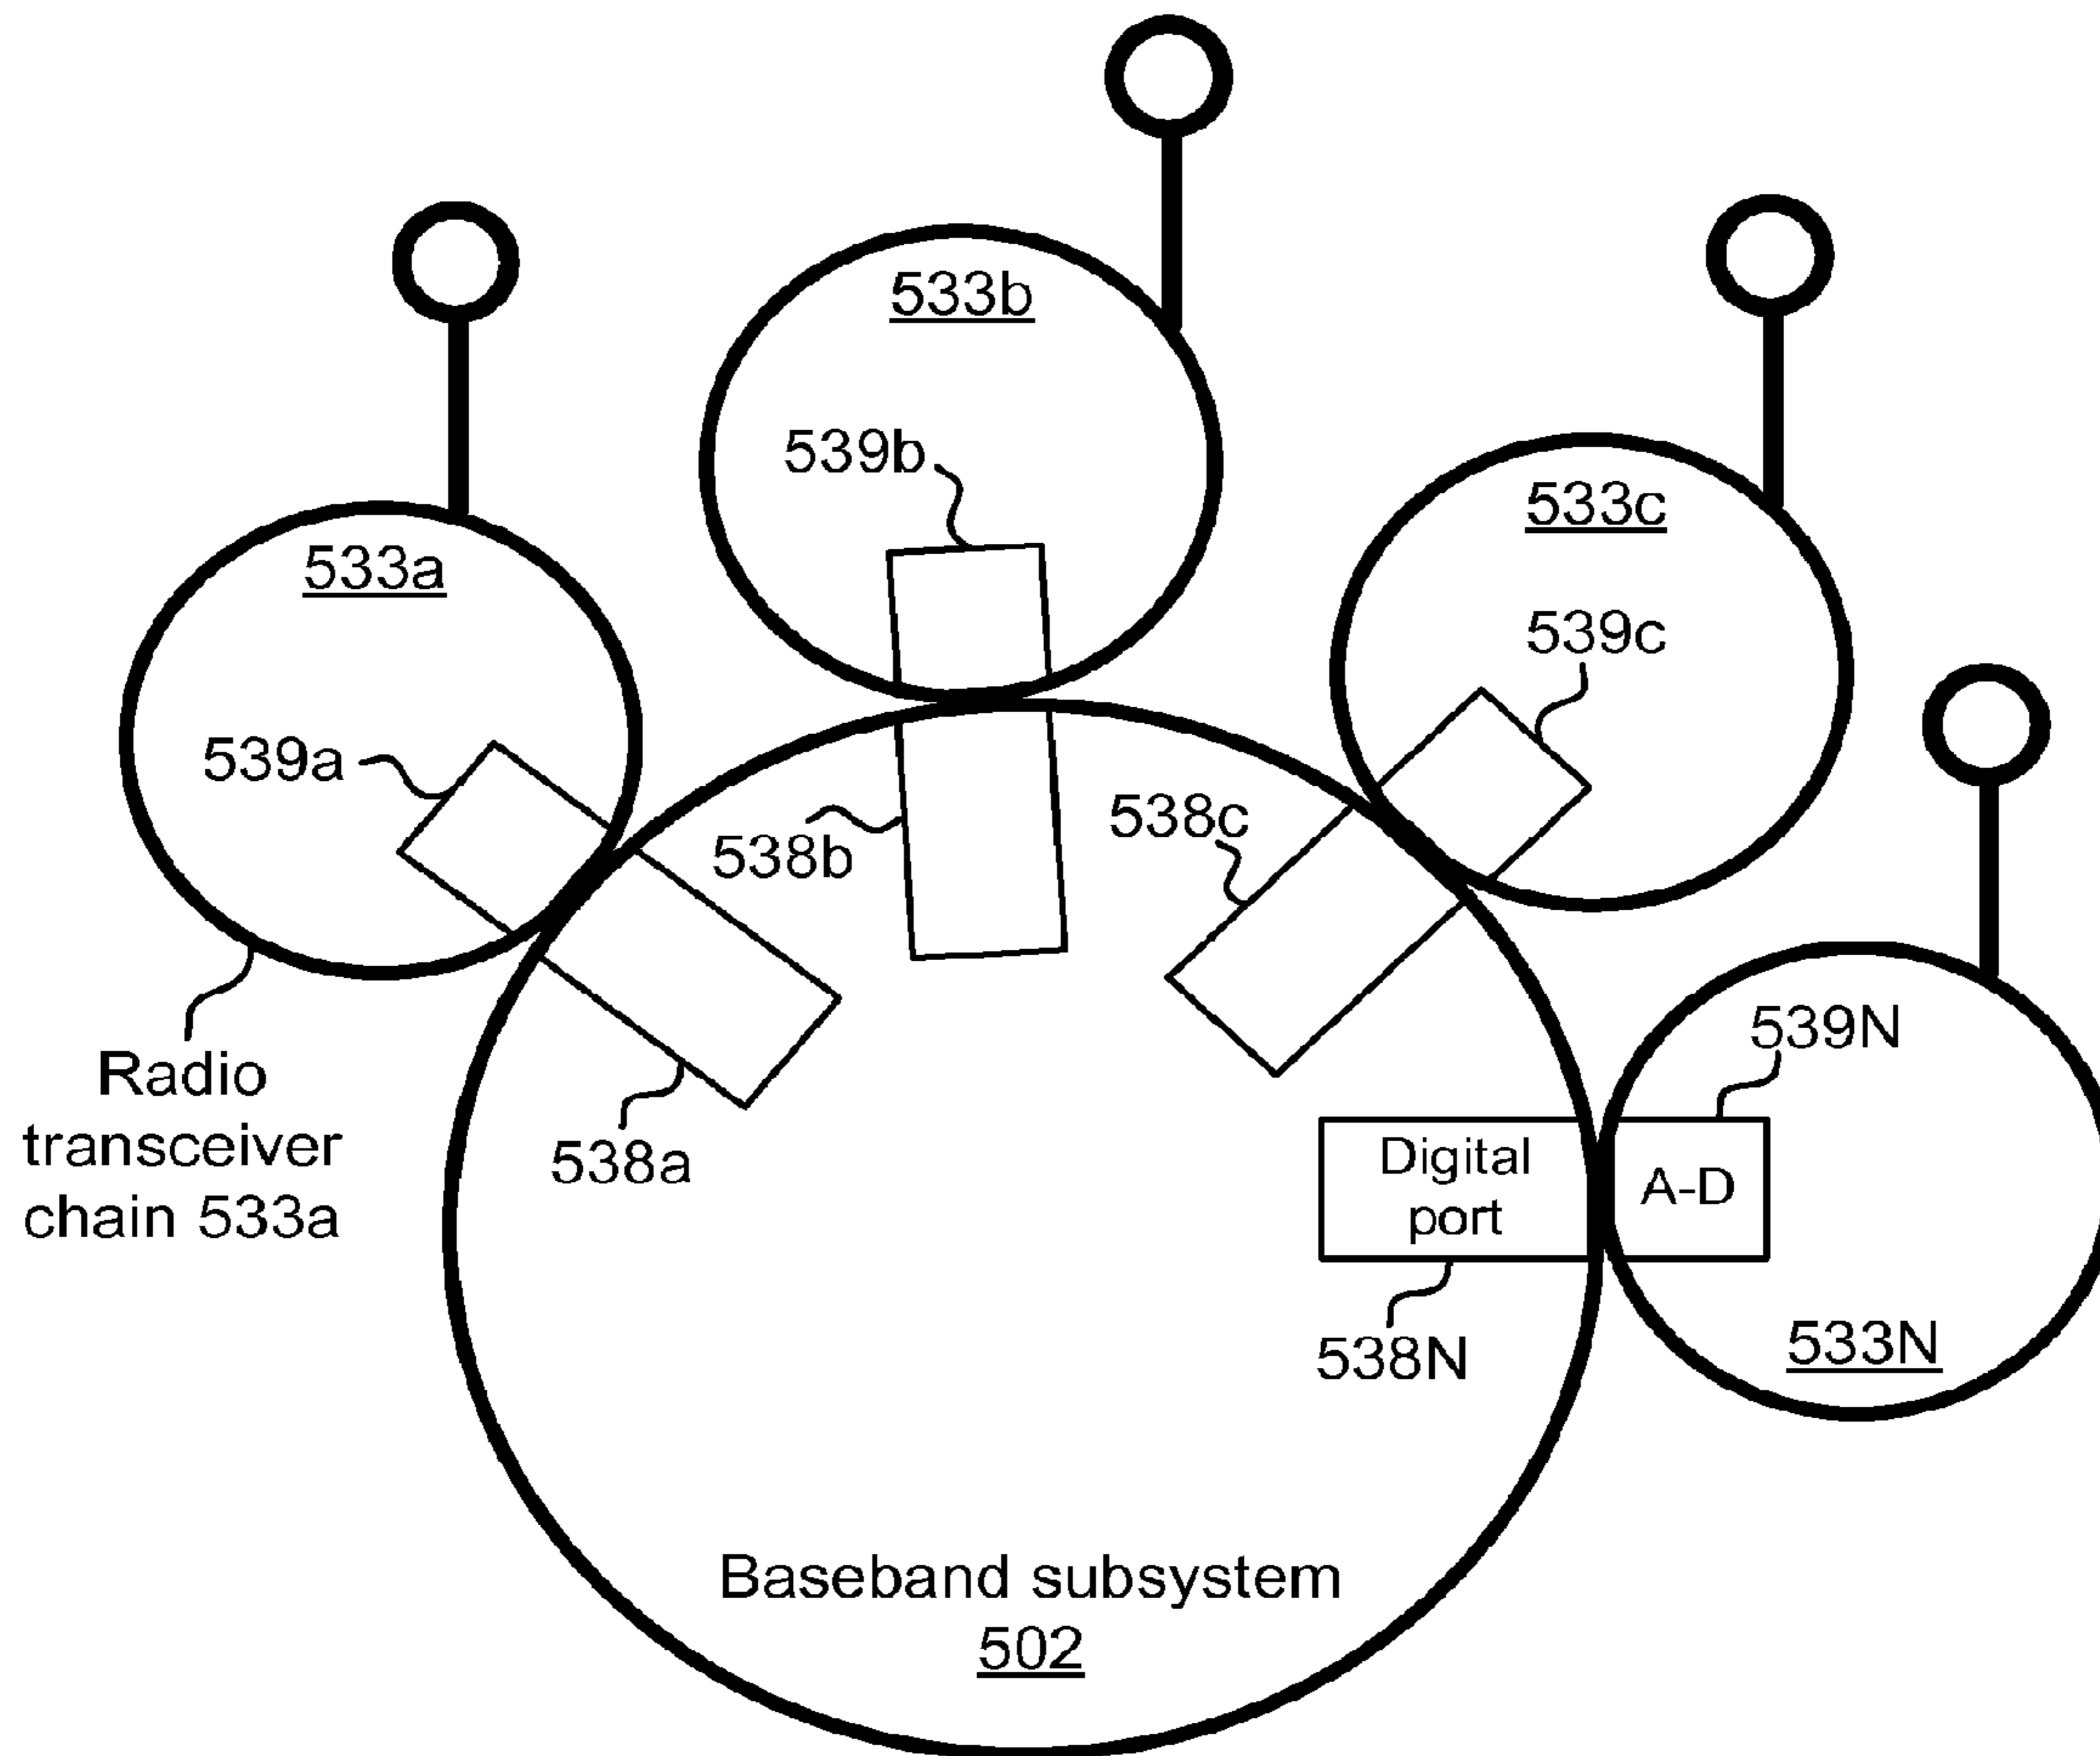 533b
539b
533c
533a
539c
539a
538c
538b
539N
Radio
transceiver
chain 533a
538a
Digital
port
A-D
538N
533N
Baseband subsystem
502